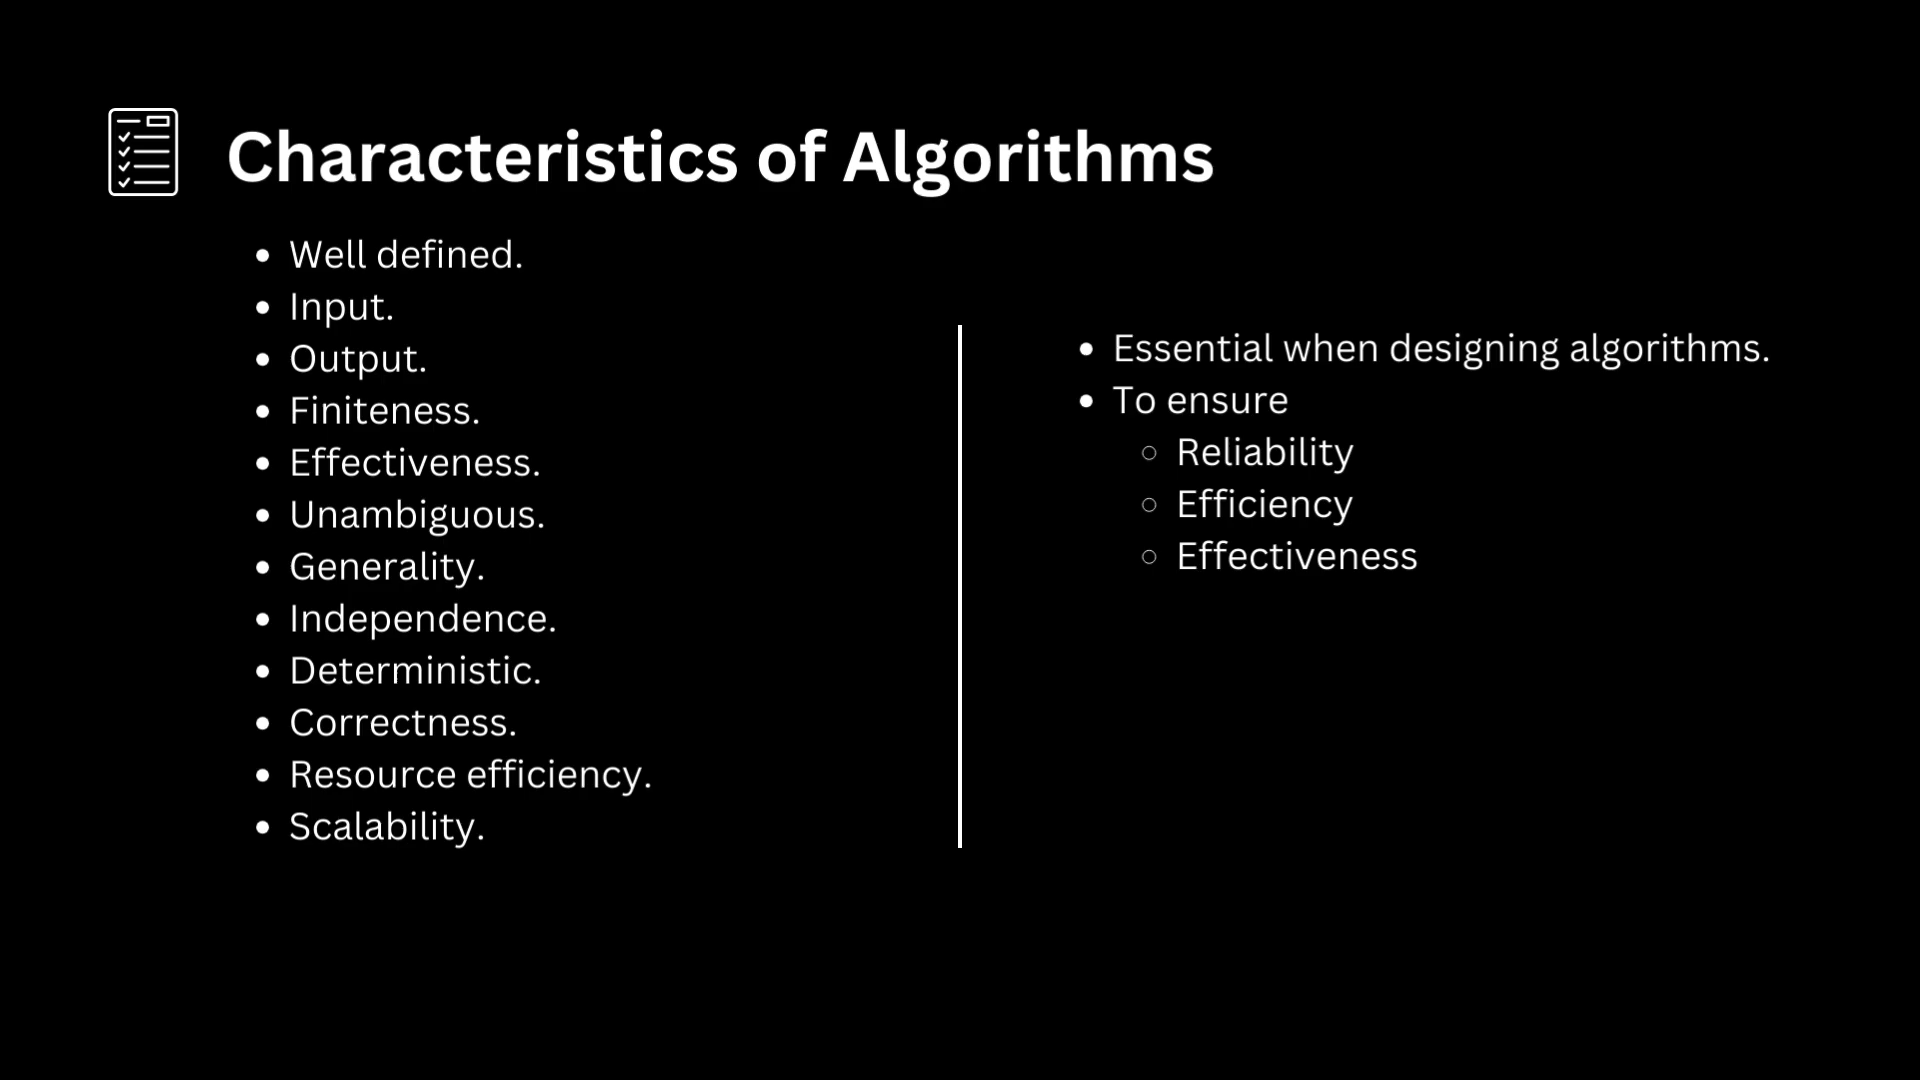 Characteristics of Algorithms
Well defined.
Input.
Output.
Finiteness.
Effectiveness.
Unambiguous.
Generality.
Independence.
Deterministic.
Correctness.
Resource efficiency.
Scalability.
Essential when designing algorithms.
To ensure
Reliability
Efficiency
Effectiveness